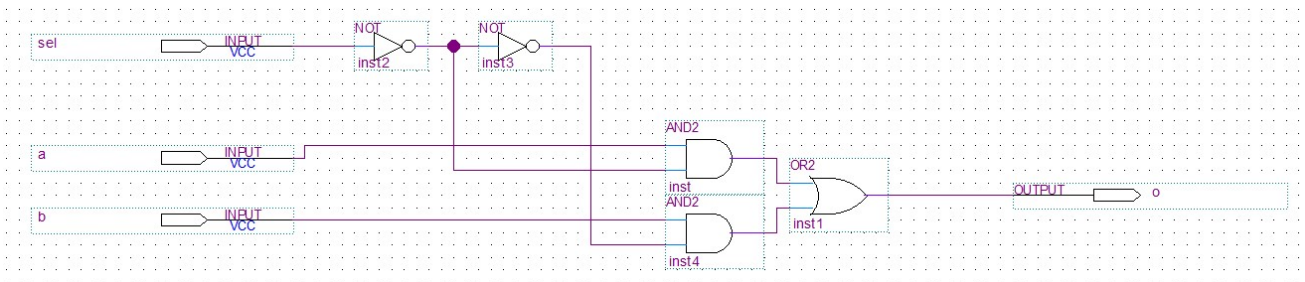 sel
INPUT
VCC
NOT
inst2
NOT
inst3
a
INPUT
VCC
AND2
inst
OR2
inst1
OUTPUT
o
b
INPUT
VCC
AND2
inst4